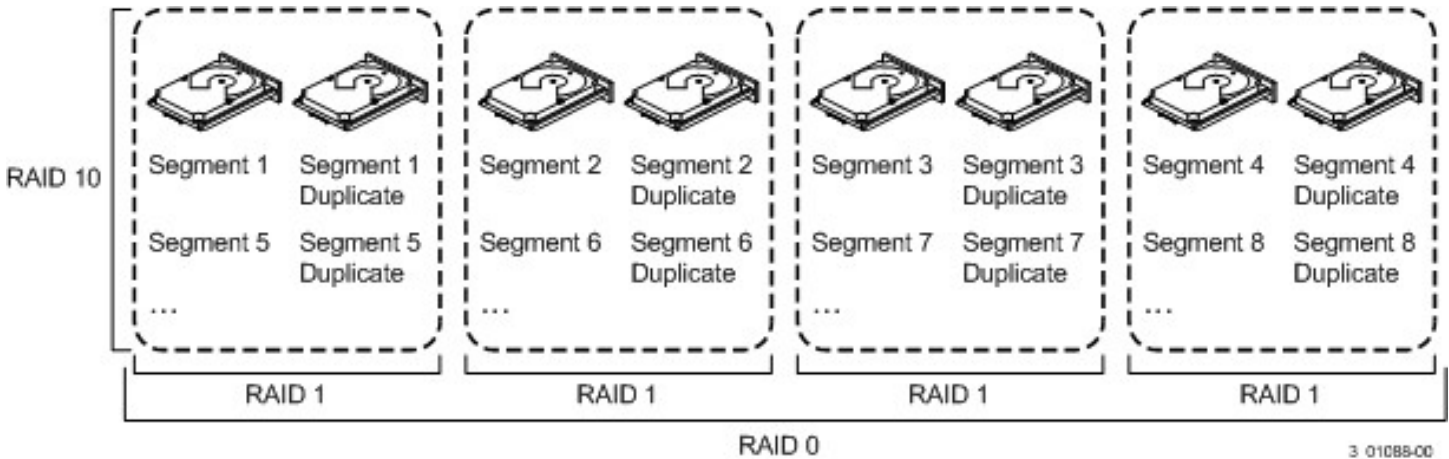 RAID 10
Segment 1
Segment 1
Duplicate
Segment 5
Segment 5
Duplicate
...
RAID 1
Segment 2
Segment 2
Duplicate
Segment 6
Segment 6
Duplicate
...
RAID 1
Segment 3
Segment 3
Duplicate
Segment 7
Segment 7
Duplicate
...
RAID 1
Segment 4
Segment 4
Duplicate
Segment 8
Segment 8
Duplicate
...
RAID 1
RAID 0
3_01088-00